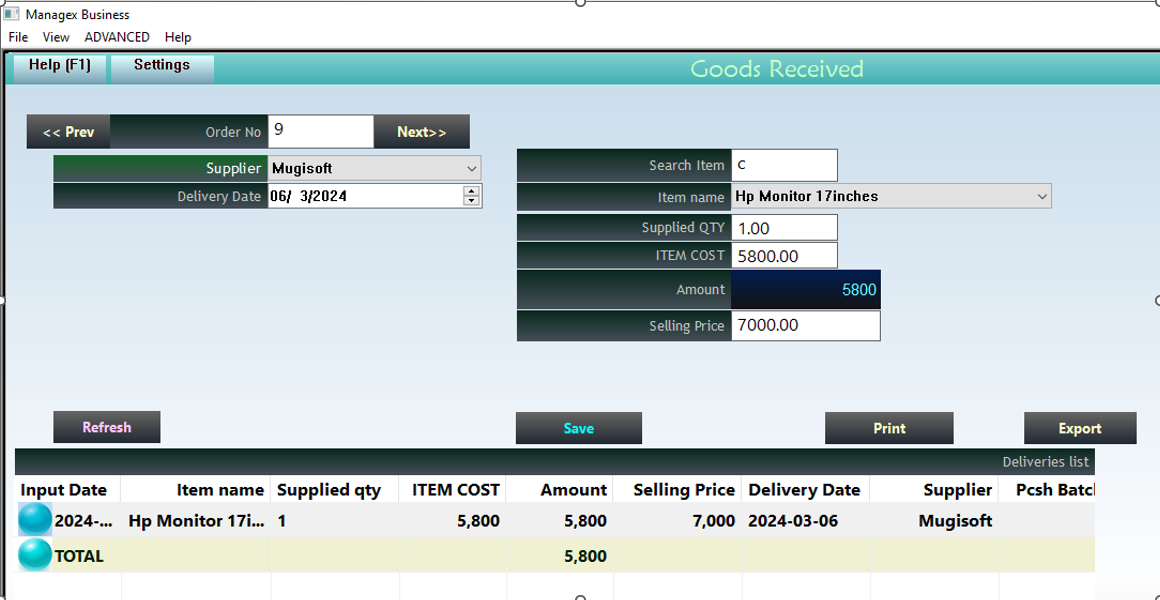 Managex Business
File View ADVANCED Help
Help (F1) Settings Goods Received
<< Prev Order No 9 Next>>
Supplier Mugisoft
Delivery Date 06/ 3/2024
Search Item c
Item name Hp Monitor 17inches
Supplied QTY 1.00
ITEM COST 5800.00
Amount 5800
Selling Price 7000.00
Refresh Save Print Export
Deliveries list
Input Date Item name Supplied qty ITEM COST Amount Selling Price Delivery Date Supplier Pcsh Batcl
2024-... Hp Monitor 17i... 1 5,800 5,800 7,000 2024-03-06 Mugisoft
TOTAL 5,800